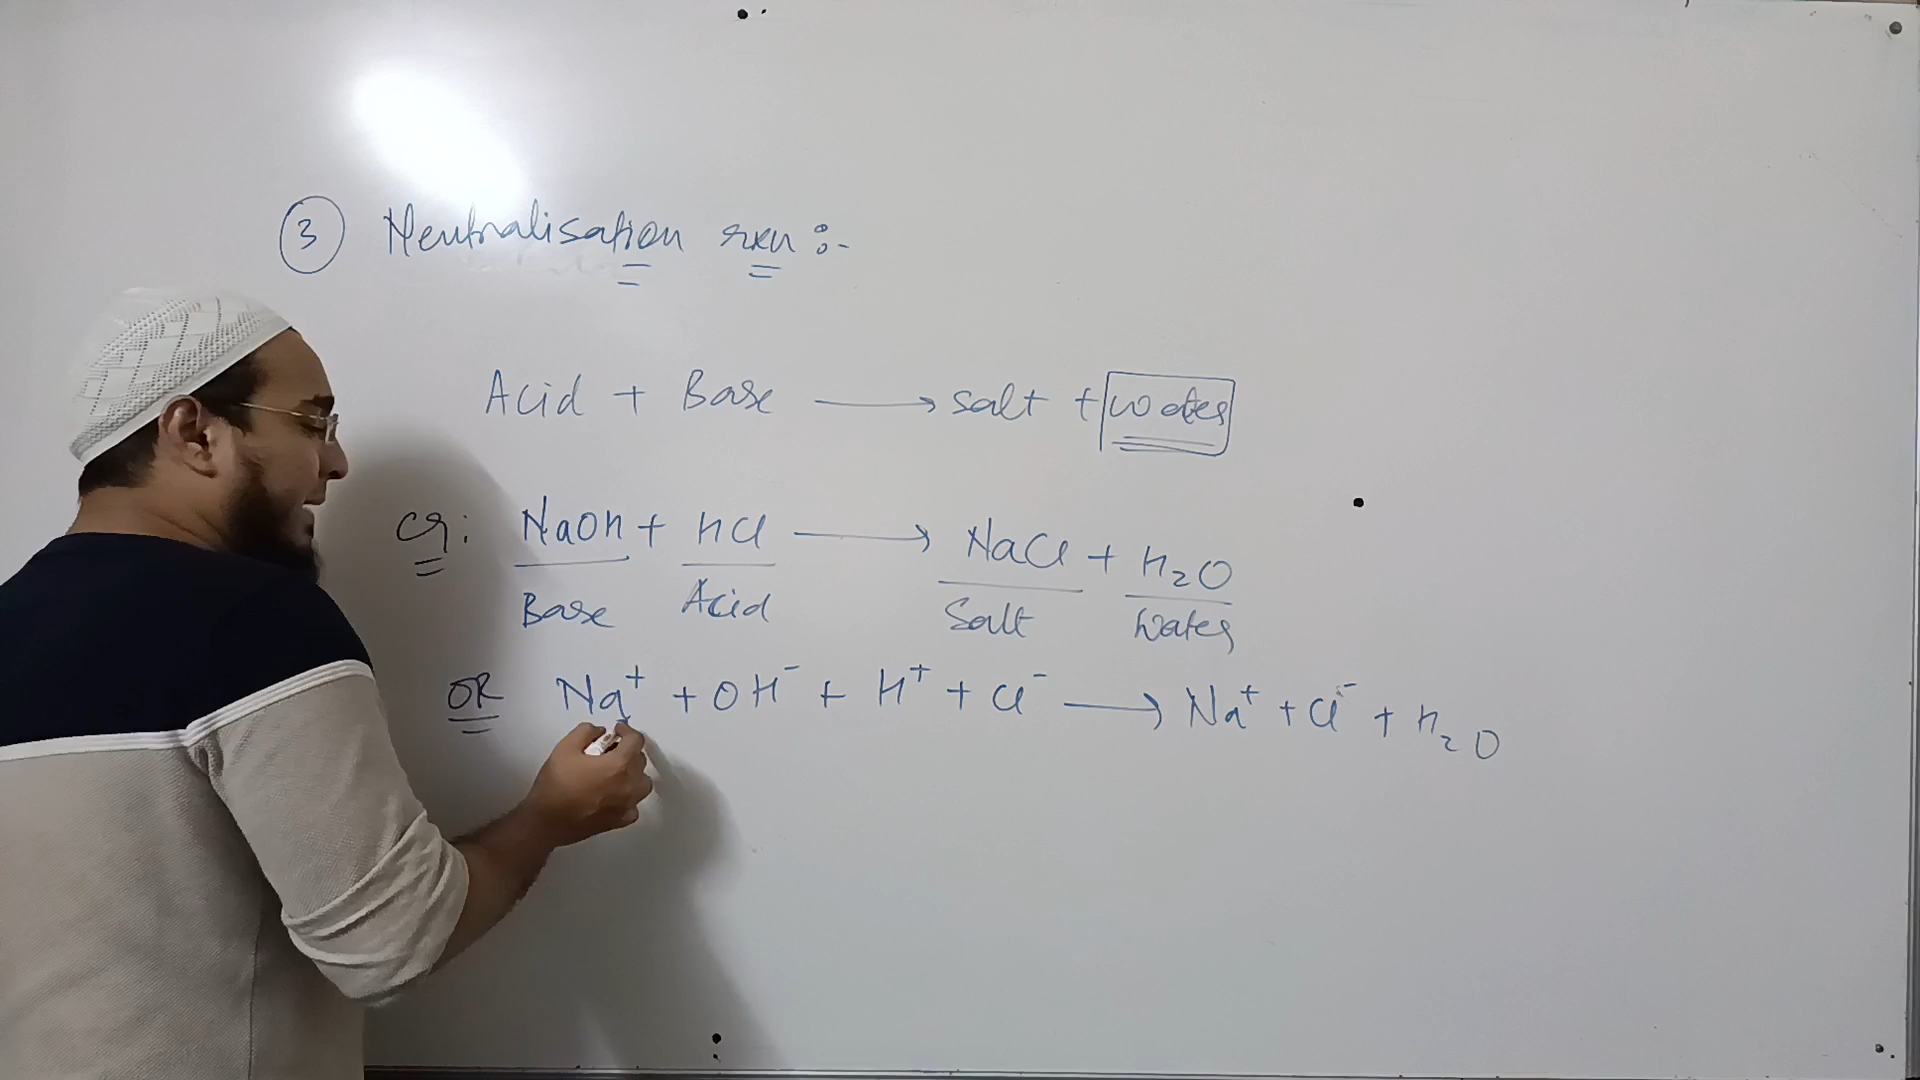 ③ Neutralisation rxn :-
Acid + Base ⟶ salt + water
eg: NaOH + HCl ⟶ NaCl + H₂O
Base Acid Salt Water
OR Na⁺ + OH⁻ + H⁺ + Cl⁻ ⟶ Na⁺ + Cl⁻ + H₂O